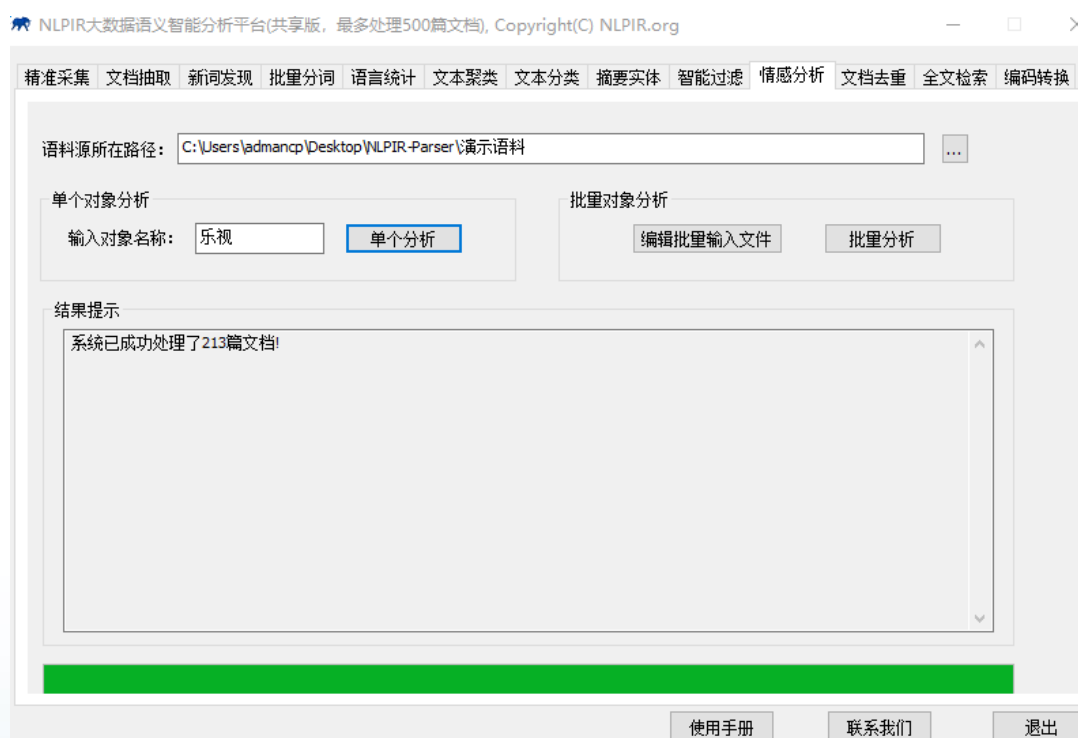 NLPIR大数据语义智能分析平台(共享版，最多处理500篇文档), Copyright(C) NLPIR.org
精准采集 文档抽取 新词发现 批量分词 语言统计 文本聚类 文本分类 摘要实体 智能过滤 情感分析 文档去重 全文检索 编码转换
语料源所在路径： C:\Users\admancp\Desktop\NLPIR-Parser\演示语料 ...
单个对象分析 批量对象分析
输入对象名称： 乐视 单个分析 编辑批量输入文件 批量分析
结果提示
系统已成功处理了213篇文档!
使用手册 联系我们 退出